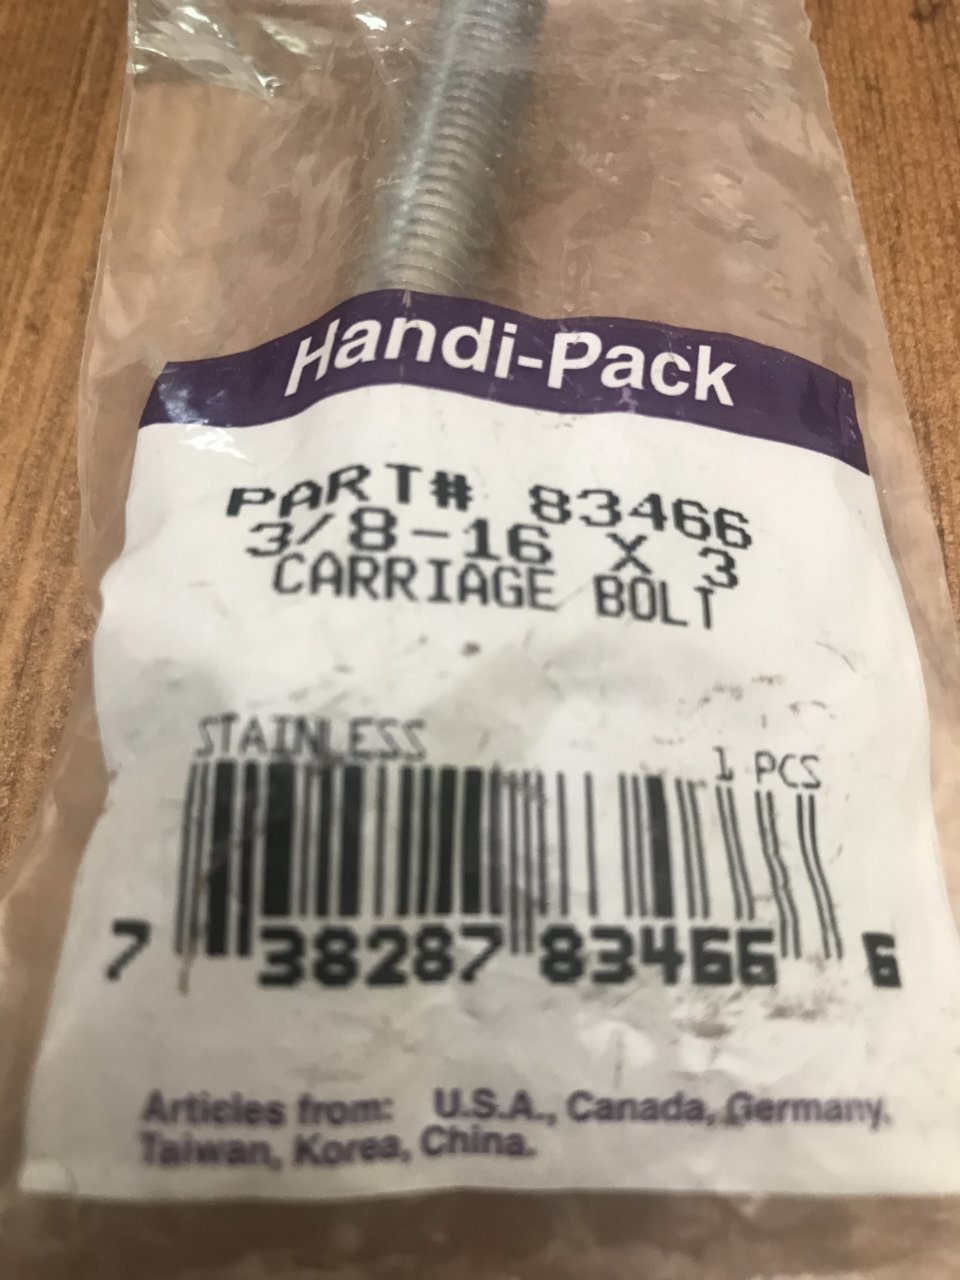 Handi-Pack
PART# 83466
3/8-16 X 3
CARRIAGE BOLT
STAINLESS
1 PCS
7 38287 83466 6
Articles from: U.S.A., Canada, Germany.
Taiwan, Korea, China.